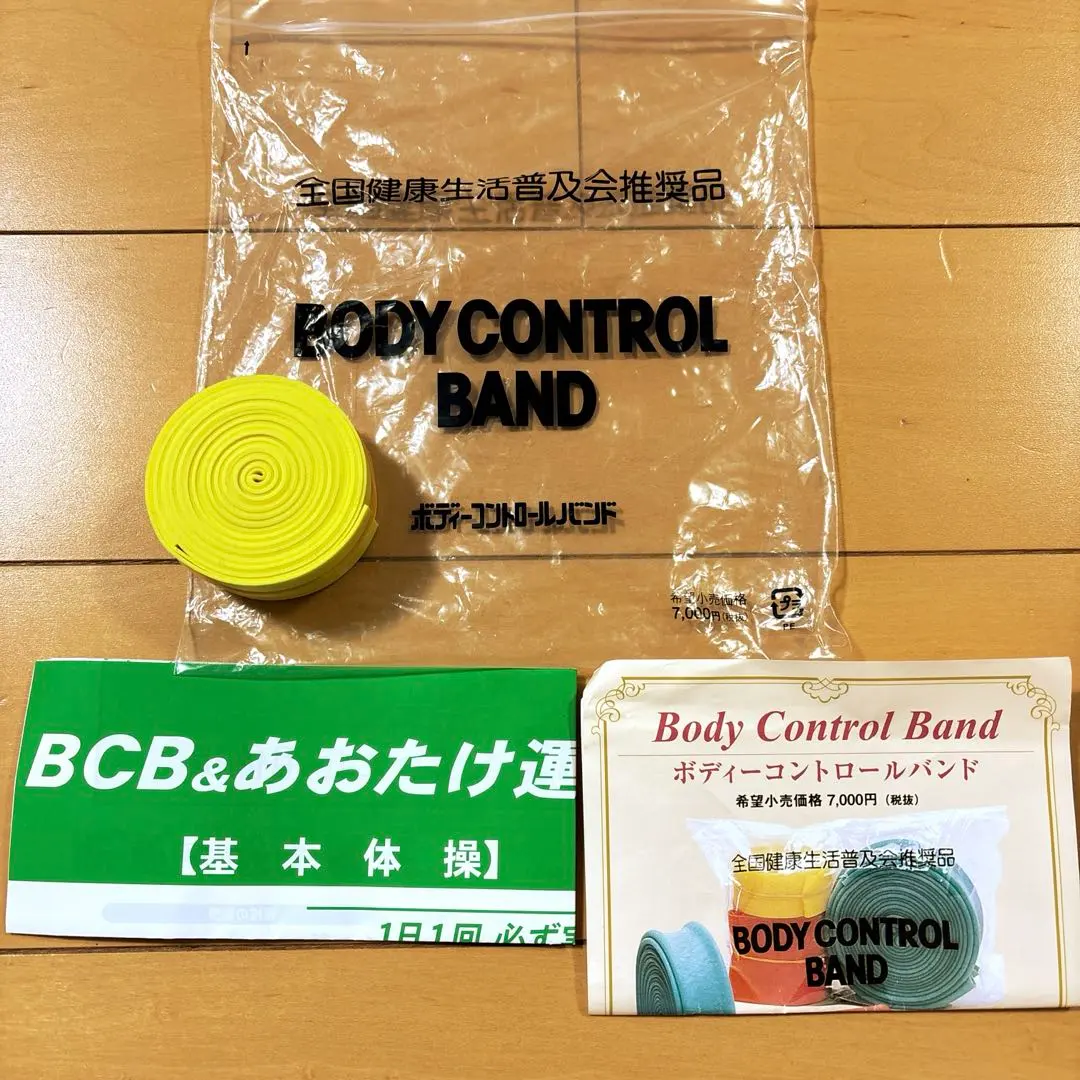 全国健康生活普及会推奨品
BODY CONTROL
BAND
ボディーコントロールバンド
希望小売価格
7,000円(税抜)
プラ
PE
BCB&あおたけ運
【基本体操】
1日1回 必ず
Body Control Band
ボディーコントロールバンド
希望小売価格 7,000円 (税抜)
全国健康生活普及会推奨品
BODY CONTROL
BAND